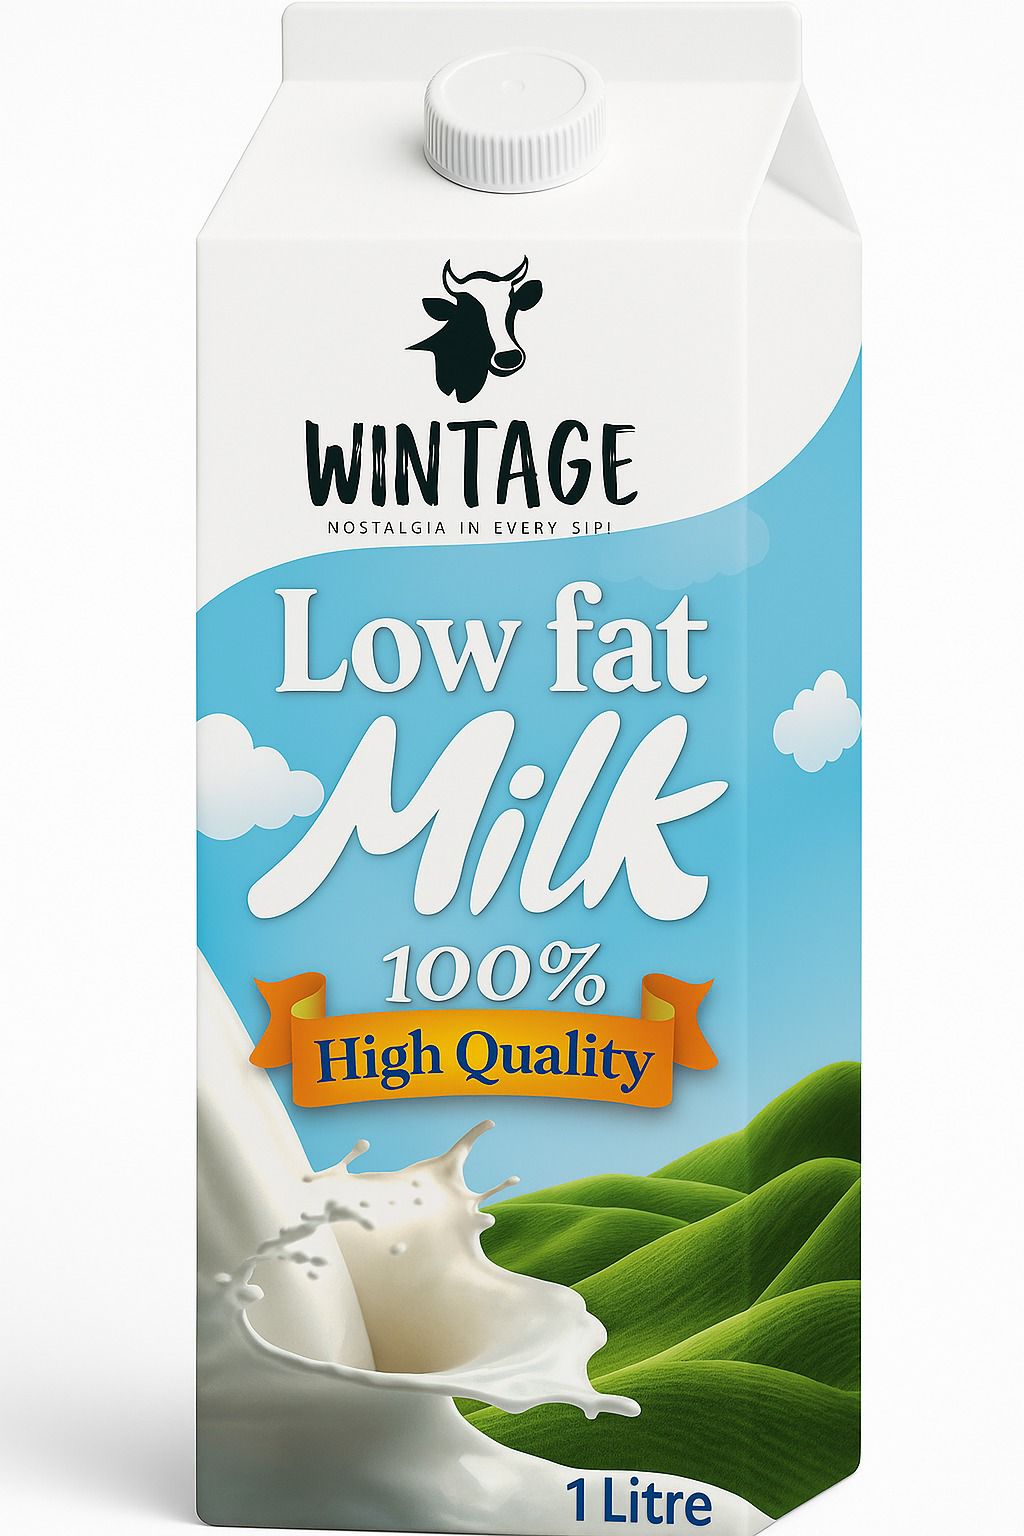 WINTAGE
NOSTALGIA IN EVERY SIP!
Low fat
Milk
100%
High Quality
1 Litre